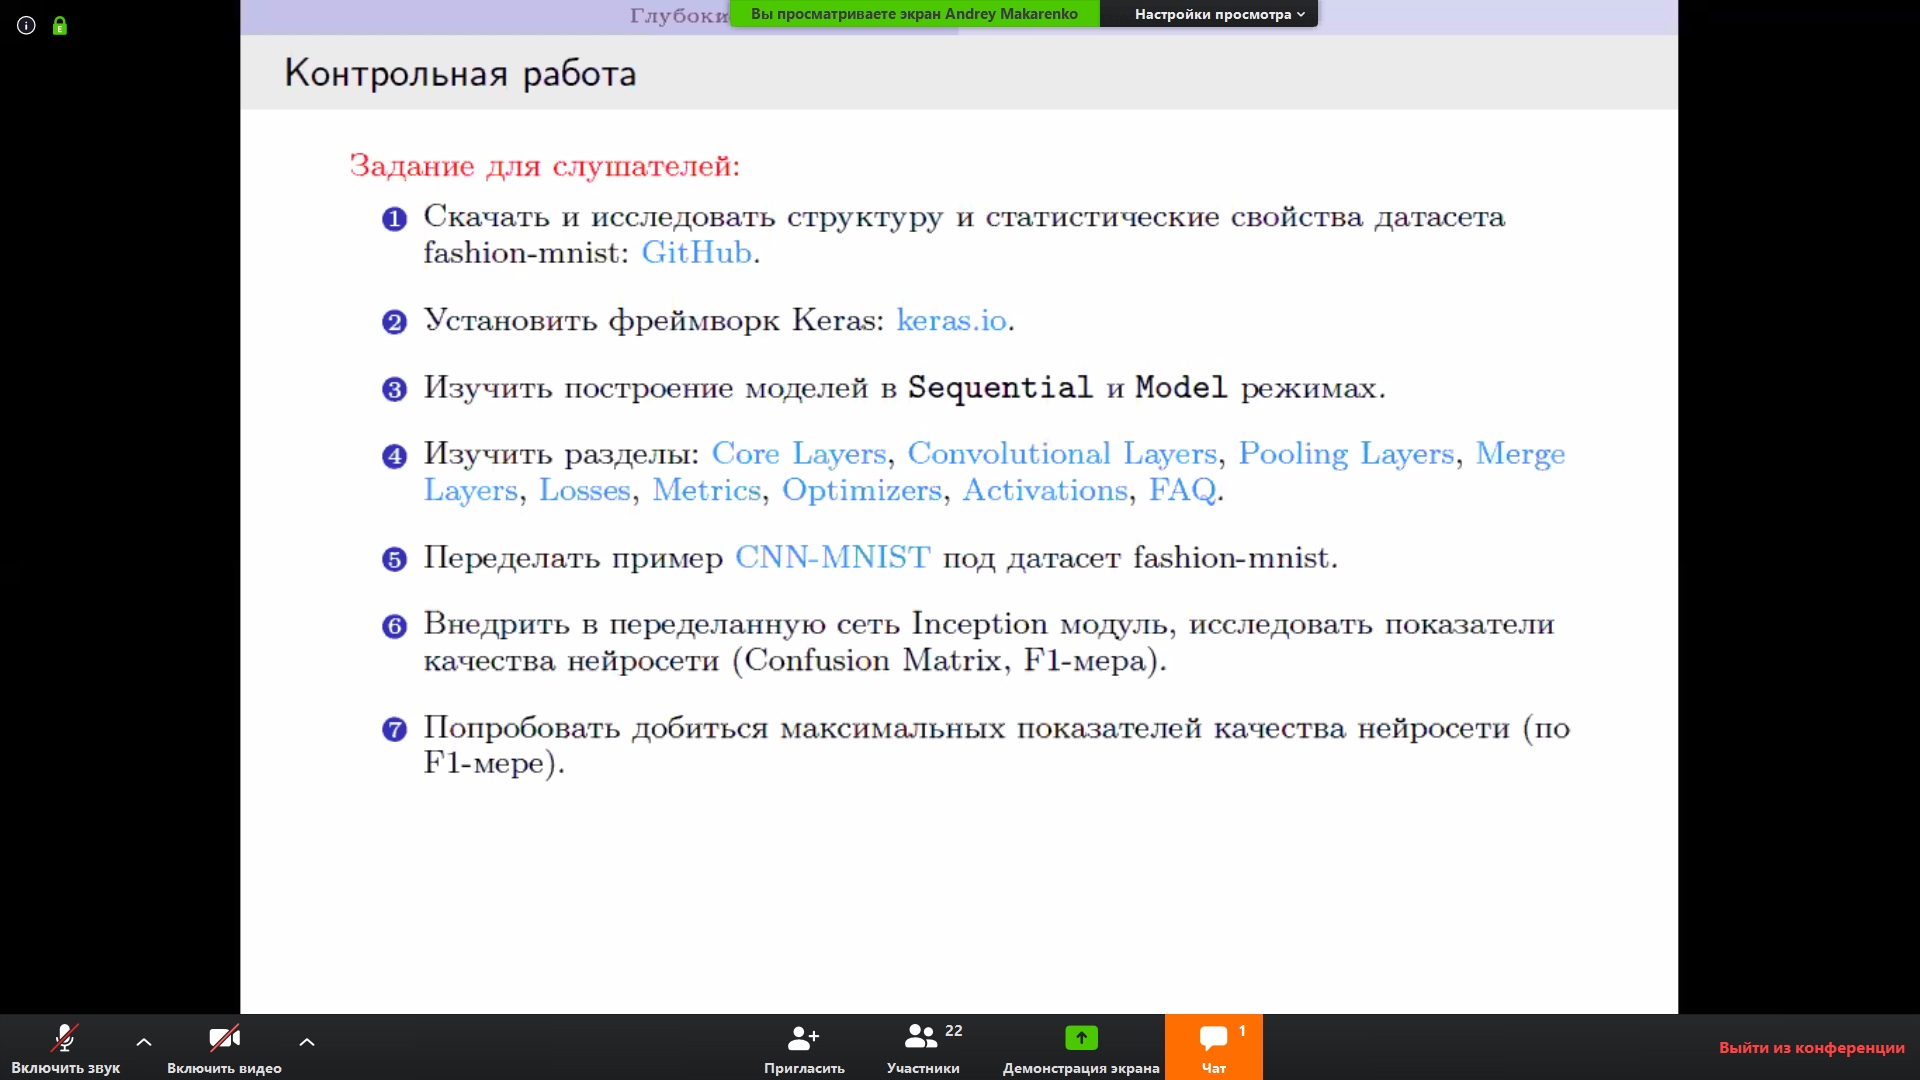 Глубоки
Вы просматриваете экран Andrey Makarenko
Настройки просмотра
Контрольная работа
Задание для слушателей:
1 Скачать и исследовать структуру и статистические свойства датасета
fashion-mnist: GitHub.
2 Установить фреймворк Keras: keras.io.
3 Изучить построение моделей в Sequential и Model режимах.
4 Изучить разделы: Core Layers, Convolutional Layers, Pooling Layers, Merge
Layers, Losses, Metrics, Optimizers, Activations, FAQ.
5 Переделать пример CNN-MNIST под датасет fashion-mnist.
6 Внедрить в переделанную сеть Inception модуль, исследовать показатели
качества нейросети (Confusion Matrix, F1-мера).
7 Попробовать добиться максимальных показателей качества нейросети (по
F1-мере).
Включить звук
Включить видео
Пригласить
22
Участники
Демонстрация экрана
1
Чат
Выйти из конференции